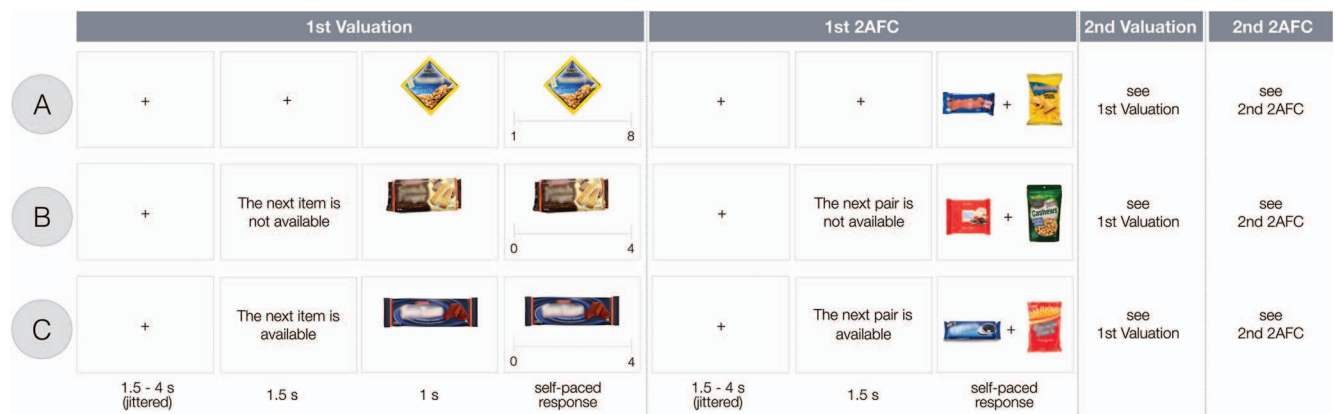 1st Valuation
1st 2AFC
2nd Valuation
2nd 2AFC
A
+
+
1
8
+
+
+
see
1st Valuation
see
2nd 2AFC
B
+
The next item is
not available
0
4
+
The next pair is
not available
+
Cashews
see
1st Valuation
see
2nd 2AFC
C
+
The next item is
available
0
4
+
The next pair is
available
+
see
1st Valuation
see
2nd 2AFC
1.5 - 4 s
(jittered)
1.5 s
1 s
self-paced
response
1.5 - 4 s
(jittered)
1.5 s
self-paced
response